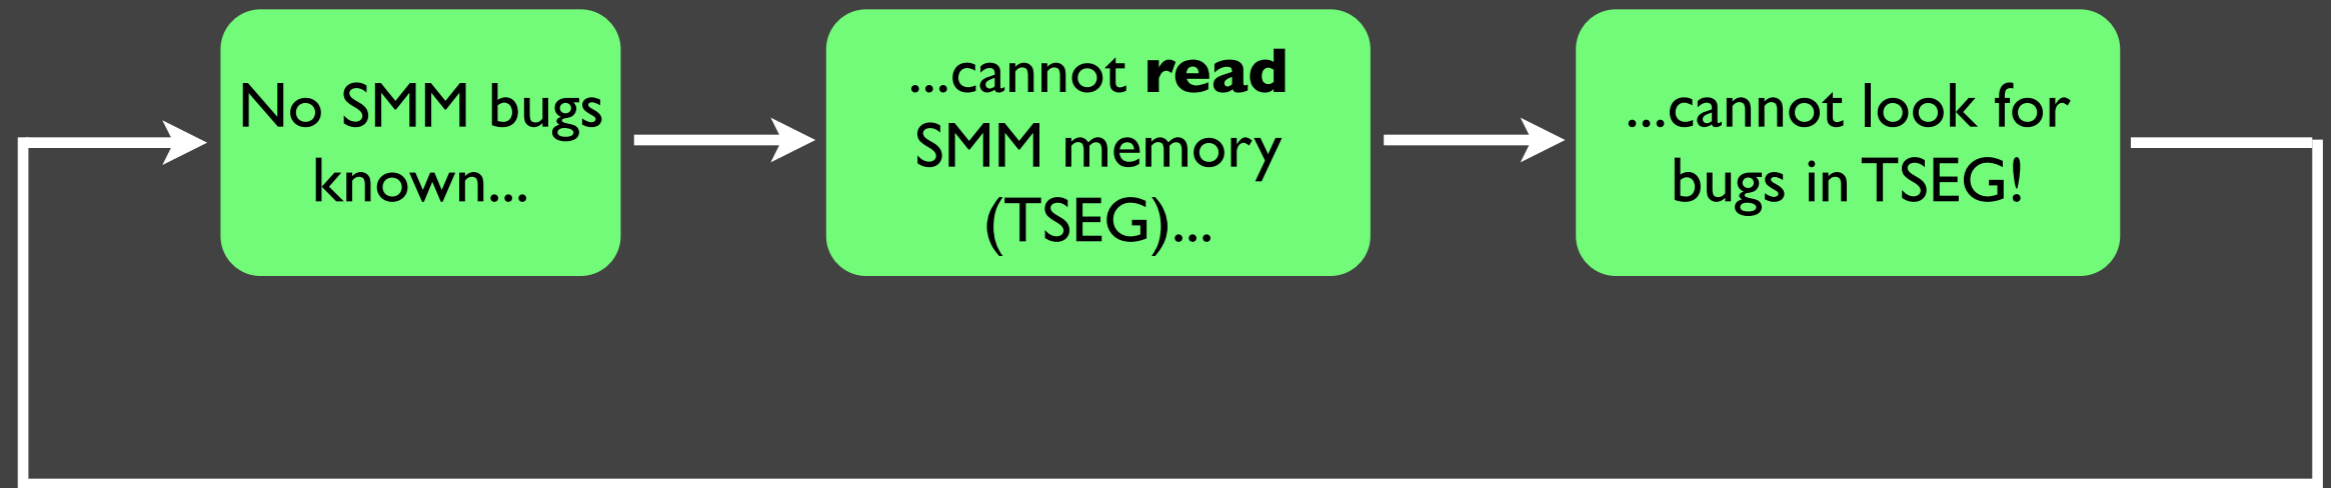 No SMM bugs
known...
...cannot read
SMM memory
(TSEG)...
...cannot look for
bugs in TSEG!